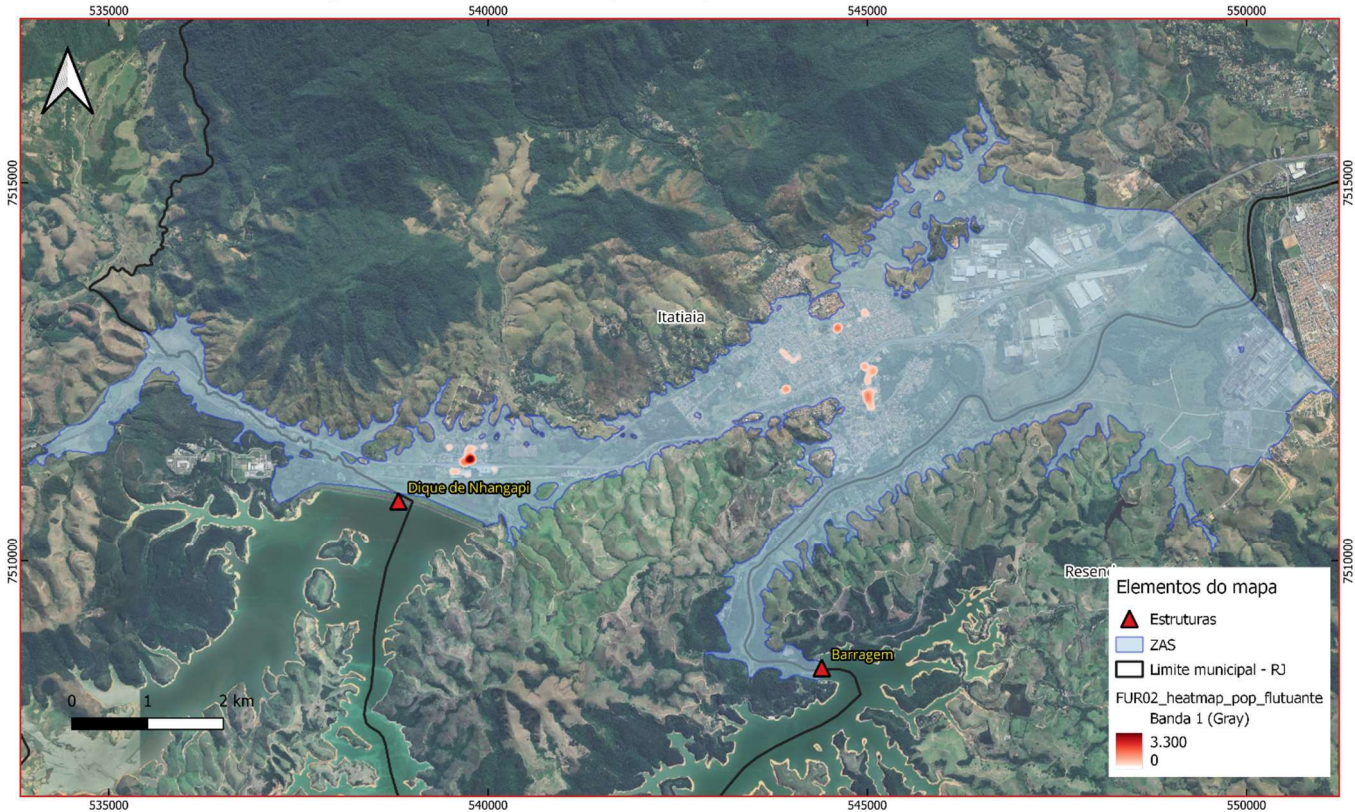 535000 540000 545000 550000
7515000 7515000
Itatiaia
Dique de Nhangapi
7510000 7510000
Resend
Barragem
0 1 2 km
Elementos do mapa
Estruturas
ZAS
Limite municipal - RJ
FUR02_heatmap_pop_flutuante
Banda 1 (Gray)
3.300
0
535000 540000 545000 550000